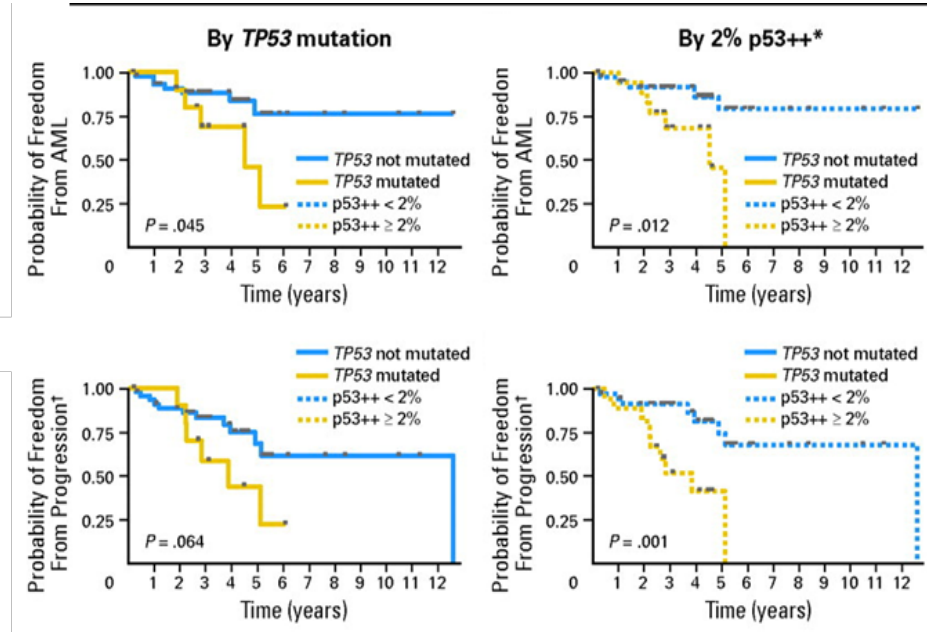 By TP53 mutation
Probability of Freedom
From AML
1.00
0.75
0.50
0.25
0
TP53 not mutated
TP53 mutated
p53++ < 2%
p53++ ≥ 2%
P = .045
1 2 3 4 5 6 7 8 9 10 11 12
Time (years)
By 2% p53++*
Probability of Freedom
From AML
1.00
0.75
0.50
0.25
0
TP53 not mutated
TP53 mutated
p53++ < 2%
p53++ ≥ 2%
P = .012
1 2 3 4 5 6 7 8 9 10 11 12
Time (years)
Probability of Freedom
From Progression†
1.00
0.75
0.50
0.25
0
TP53 not mutated
TP53 mutated
p53++ < 2%
p53++ ≥ 2%
P = .064
1 2 3 4 5 6 7 8 9 10 11 12
Time (years)
Probability of Freedom
From Progression†
1.00
0.75
0.50
0.25
0
TP53 not mutated
TP53 mutated
p53++ < 2%
p53++ ≥ 2%
P = .001
1 2 3 4 5 6 7 8 9 10 11 12
Time (years)